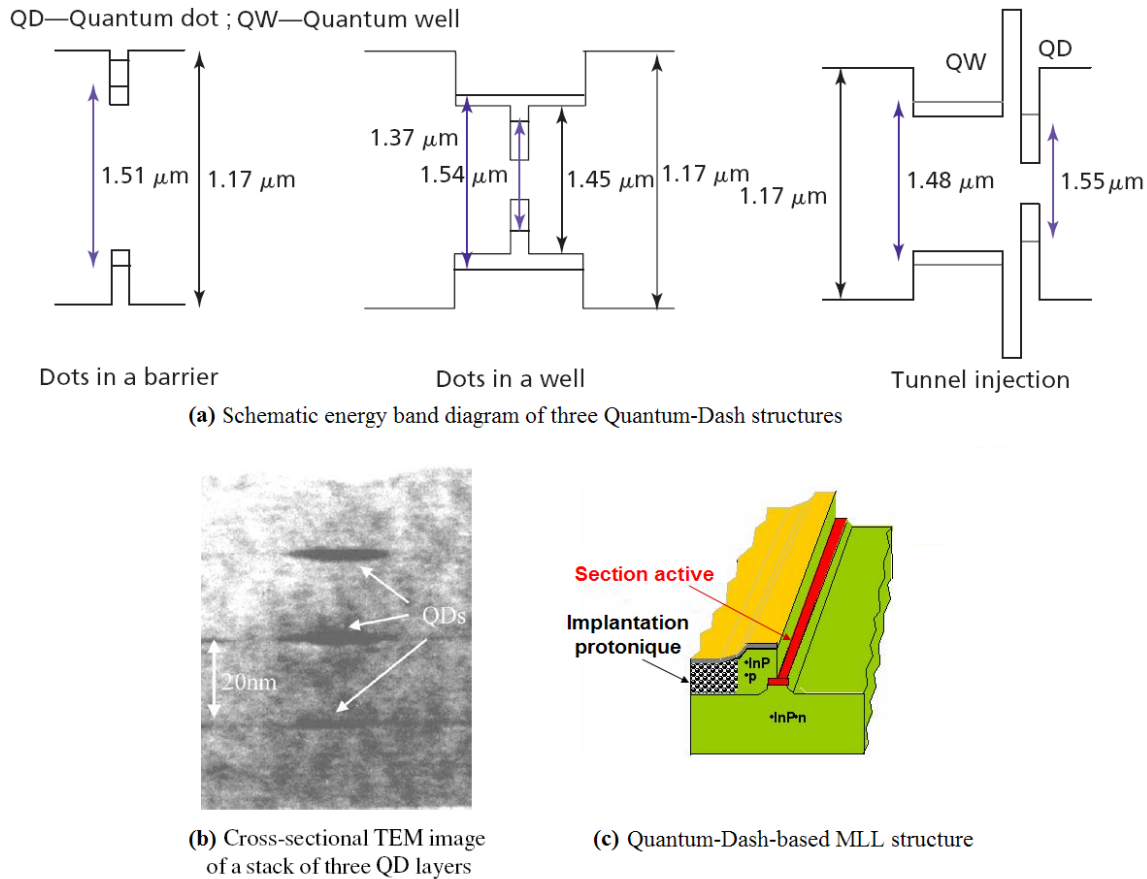 QD—Quantum dot ; QW—Quantum well
1.51 μm
1.17 μm
Dots in a barrier
1.37 μm
1.54 μm
1.45 μm
1.17 μm
Dots in a well
QW
QD
1.17 μm
1.48 μm
1.55 μm
Tunnel injection
(a) Schematic energy band diagram of three Quantum-Dash structures
QDs
20nm
(b) Cross-sectional TEM image
of a stack of three QD layers
Section active
Implantation
protonique
•InP
•p
•InP•n
(c) Quantum-Dash-based MLL structure